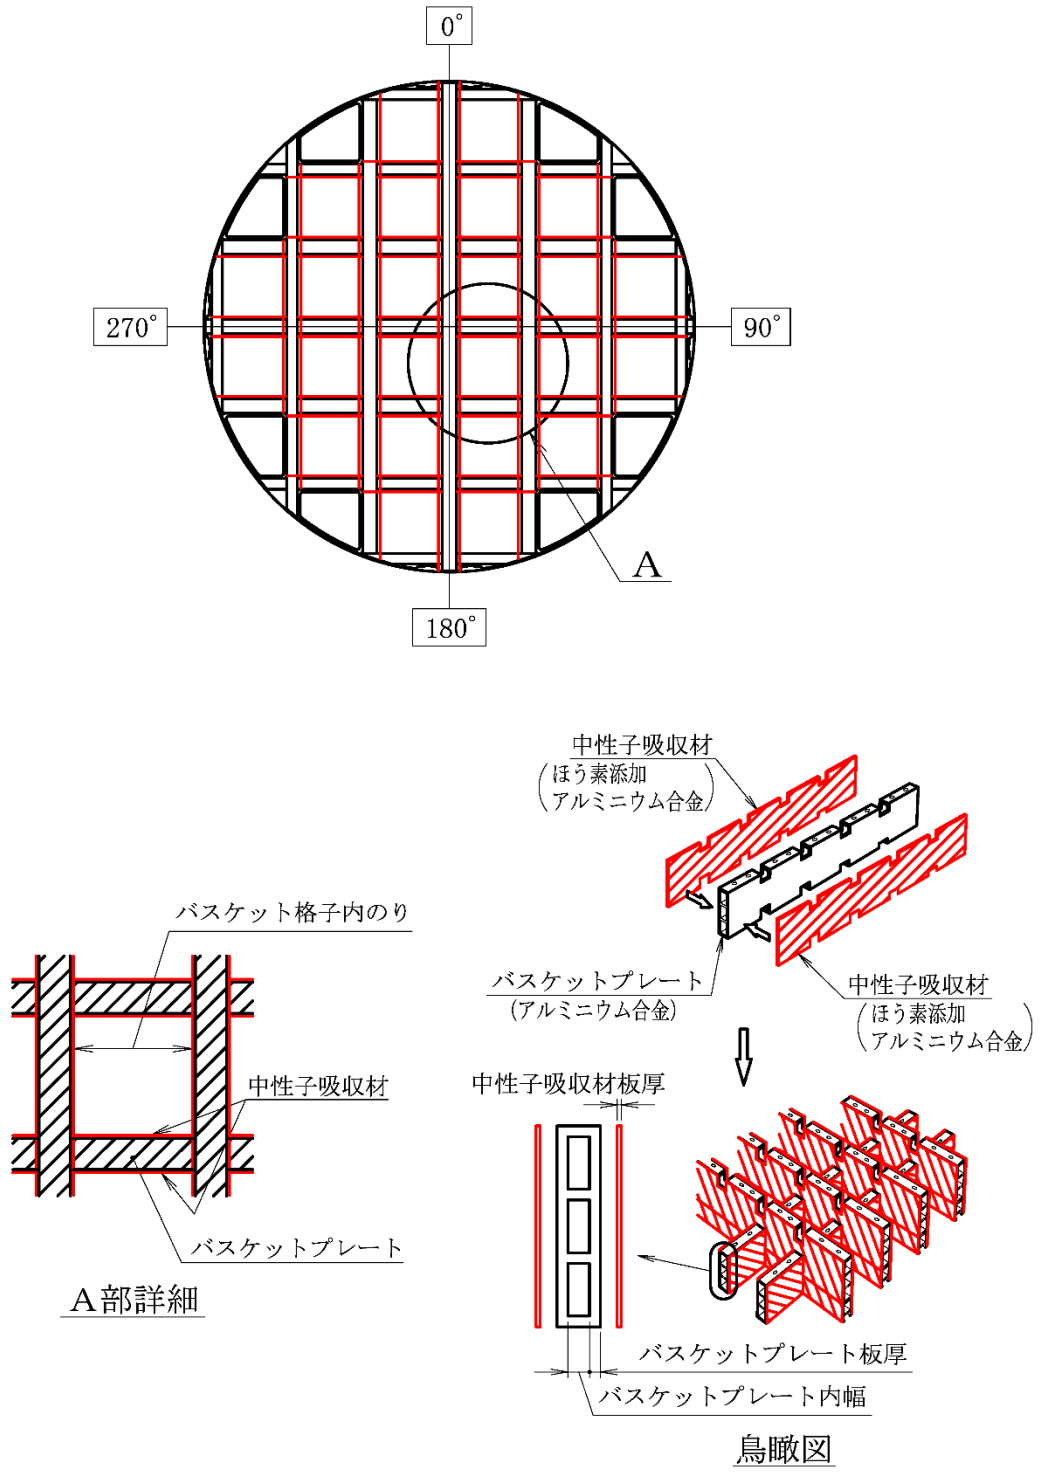 0°
270°
90°
A
180°
中性子吸収材
(ほう素添加
アルミニウム合金)
バスケット格子内のり
バスケットプレート
(アルミニウム合金)
中性子吸収材
(ほう素添加
アルミニウム合金)
中性子吸収材板厚
中性子吸収材
バスケットプレート
A部詳細
バスケットプレート板厚
バスケットプレート内幅
鳥瞰図